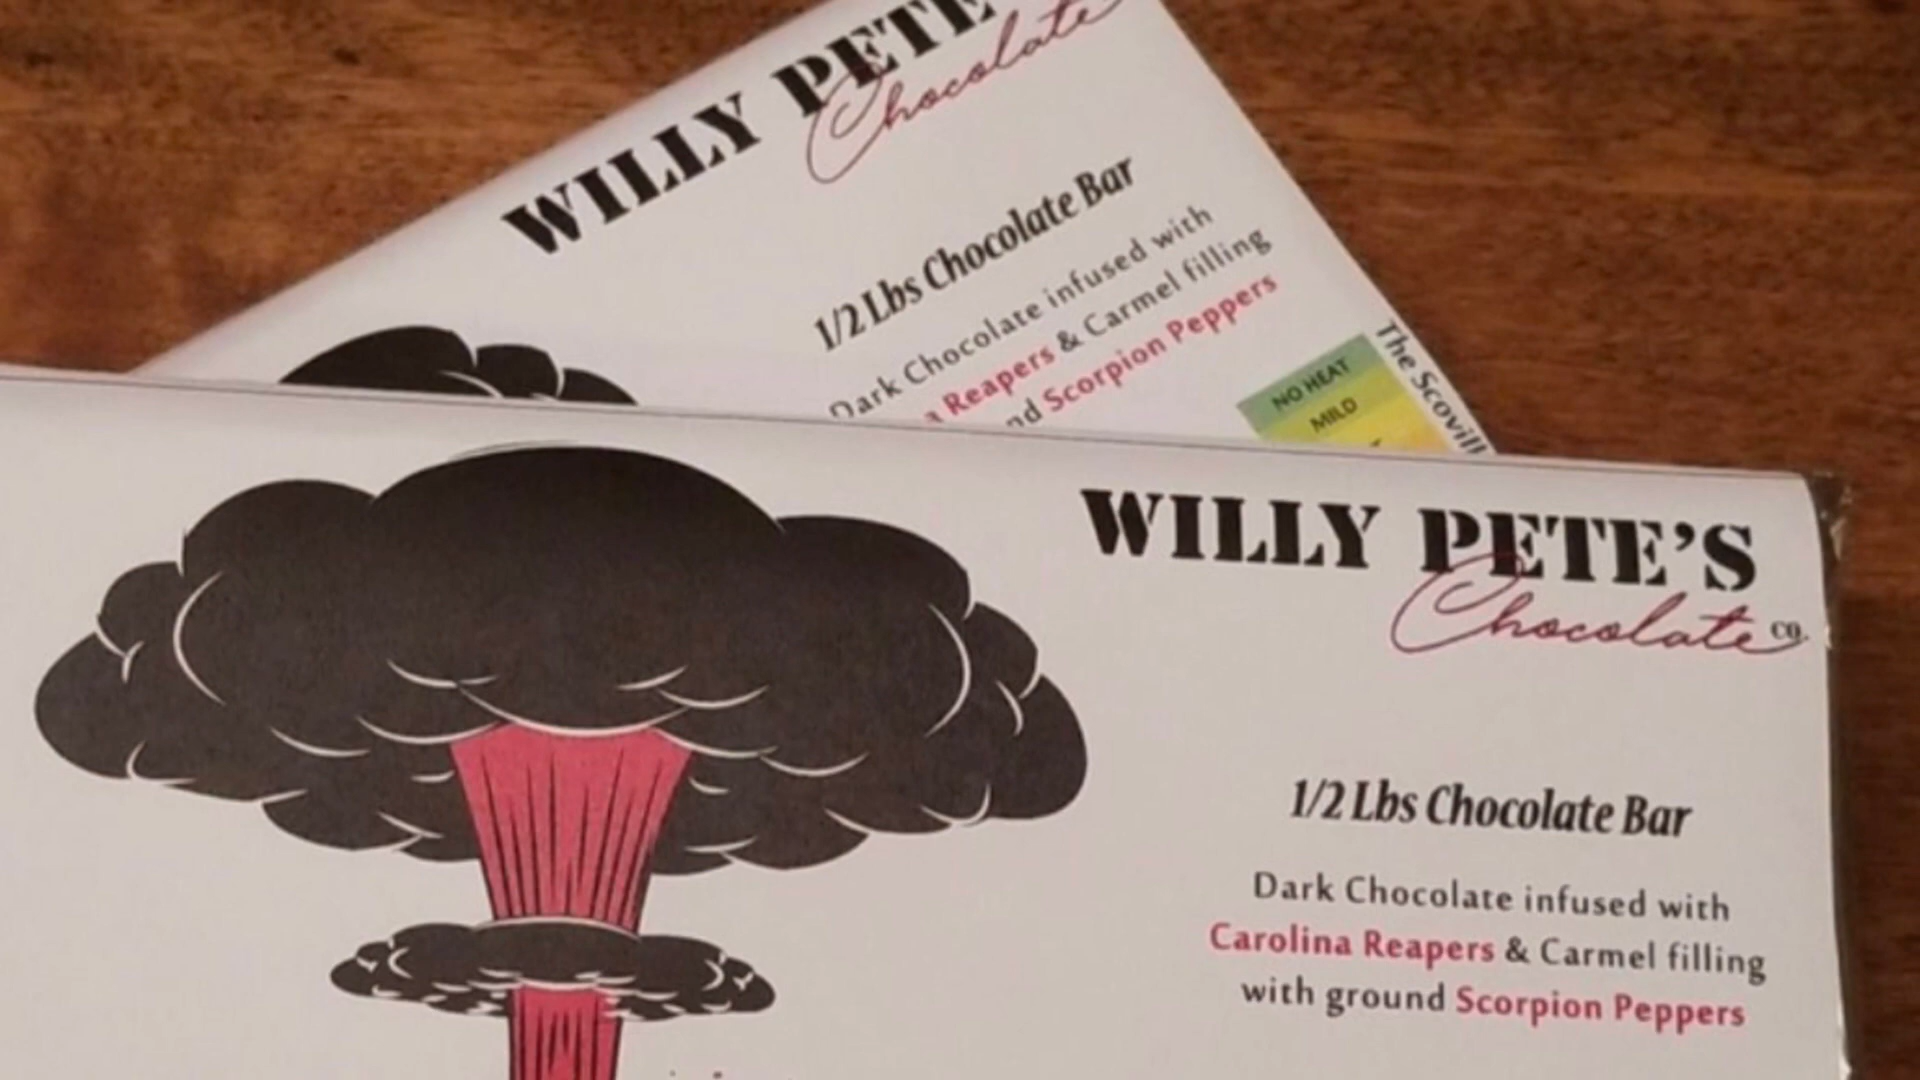 WILLY PETE
Chocolate
1/2 Lbs Chocolate Bar
Dark Chocolate infused with
Reapers & Carmel filling
Scorpion Peppers
The Scovill
NO HEAT
MILD
WILLY PETE'S
Chocolate CO.
1/2 Lbs Chocolate Bar
Dark Chocolate infused with
Carolina Reapers & Carmel filling
with ground Scorpion Peppers